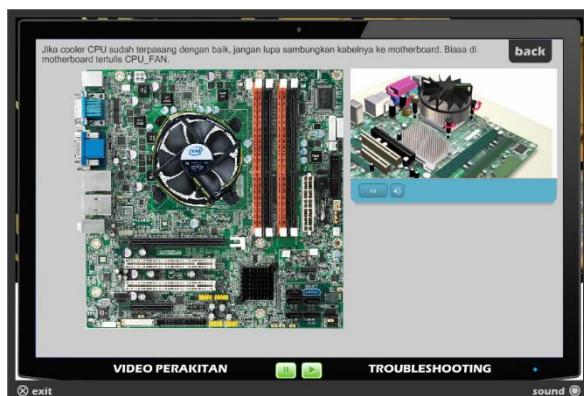 Jika cooler CPU sudah terpasang dengan baik, jangan lupa sambungkan kabelnya ke motherboard. Biasa di
motherboard tertulis CPU_FAN.
back
intel
VIDEO PERAKITAN
TROUBLESHOOTING
exit
sound